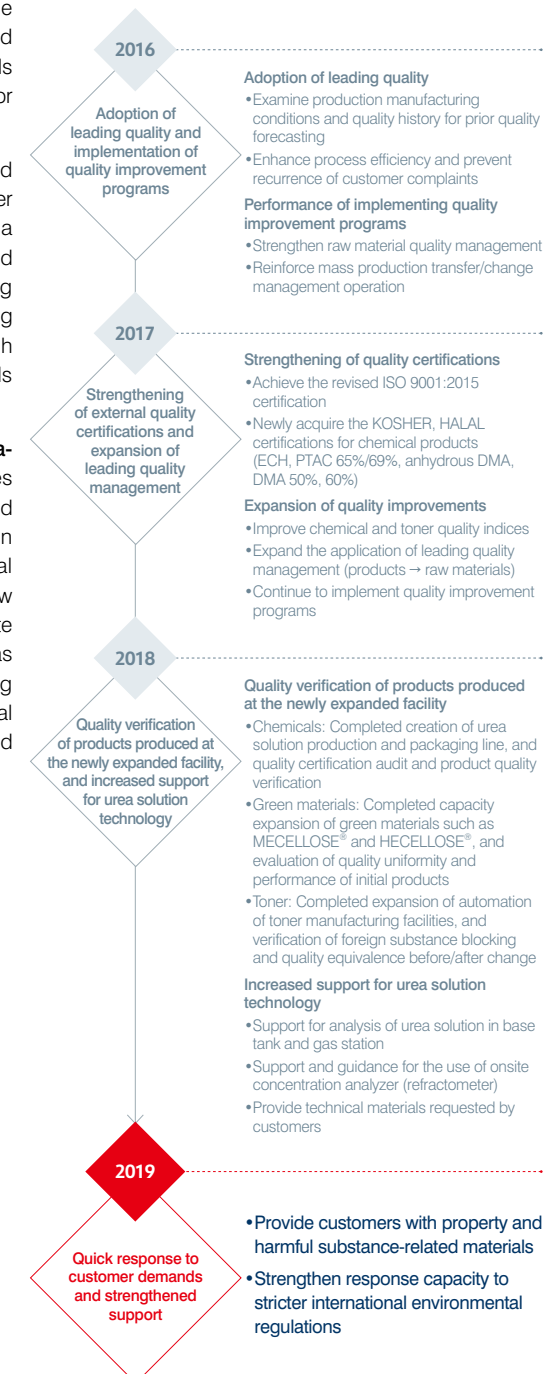 2016
Adoption of
leading quality and
implementation of
quality improvement
programs
Adoption of leading quality
•Examine production manufacturing
conditions and quality history for prior quality
forecasting
•Enhance process efficiency and prevent
recurrence of customer complaints
Performance of implementing quality
improvement programs
•Strengthen raw material quality management
•Reinforce mass production transfer/change
management operation
2017
Strengthening
of external quality
certifications and
expansion of
leading quality
management
Strengthening of quality certifications
•Achieve the revised ISO 9001:2015
certification
•Newly acquire the KOSHER, HALAL
certifications for chemical products
(ECH, PTAC 65%/69%, anhydrous DMA,
DMA 50%, 60%)
Expansion of quality improvements
•Improve chemical and toner quality indices
•Expand the application of leading quality
management (products → raw materials)
•Continue to implement quality improvement
programs
2018
Quality verification
of products produced at
the newly expanded facility,
and increased support
for urea solution
technology
Quality verification of products produced
at the newly expanded facility
•Chemicals: Completed creation of urea
solution production and packaging line, and
quality certification audit and product quality
verification
•Green materials: Completed capacity
expansion of green materials such as
MECELLOSE® and HECELLOSE®, and
evaluation of quality uniformity and
performance of initial products
•Toner: Completed expansion of automation
of toner manufacturing facilities, and
verification of foreign substance blocking
and quality equivalence before/after change
Increased support for urea solution
technology
•Support for analysis of urea solution in base
tank and gas station
•Support and guidance for the use of onsite
concentration analyzer (refractometer)
•Provide technical materials requested by
customers
2019
Quick response to
customer demands
and strengthened
support
•Provide customers with property and
harmful substance-related materials
•Strengthen response capacity to
stricter international environmental
regulations